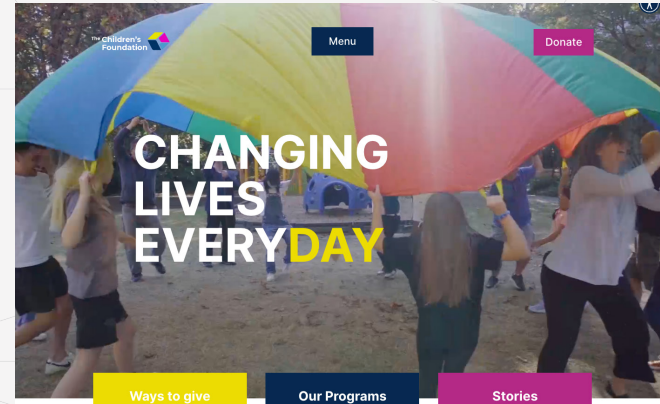 The Children's
Foundation
Menu
Donate
CHANGING
LIVES
EVERYDAY
Ways to give
Our Programs
Stories